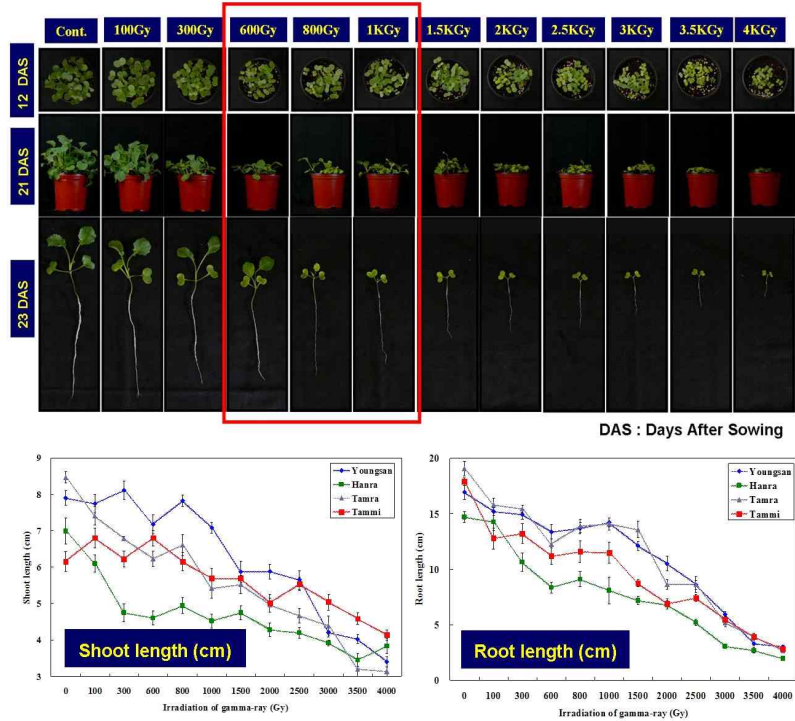 Cont. 100Gy 300Gy 600Gy 800Gy 1KGy 1.5KGy 2KGy 2.5KGy 3KGy 3.5KGy 4KGy
12 DAS
21 DAS
23 DAS
DAS : Days After Sowing
Youngsan
Hanra
Tamra
Tammi
9
8
7
6
5
4
3
Shoot length (cm)
Shoot length (cm)
0 100 300 600 800 1000 1500 2000 2500 3000 3500 4000
Irradiation of gamma-ray (Gy)
Youngsan
Hanra
Tamra
Tammi
20
15
10
5
0
Root length (cm)
Root length (cm)
0 100 300 600 800 1000 1500 2000 2500 3000 3500 4000
Irradiation of gamma-ray (Gy)